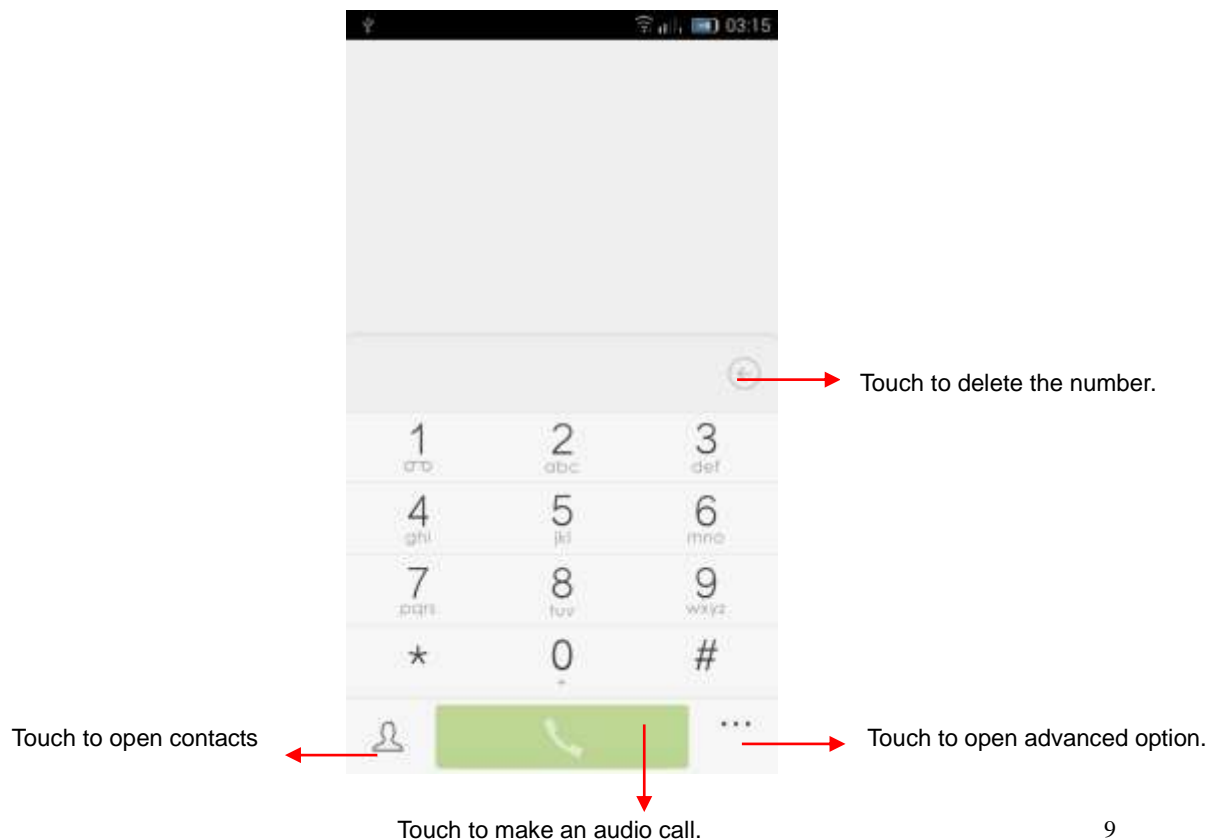 03:15
Touch to delete the number.
1 2 3
abc def
4 5 6
ghi jkl mno
7 8 9
pqrs tuv wxyz
* 0 #
+
Touch to open contacts
Touch to open advanced option.
Touch to make an audio call.
9